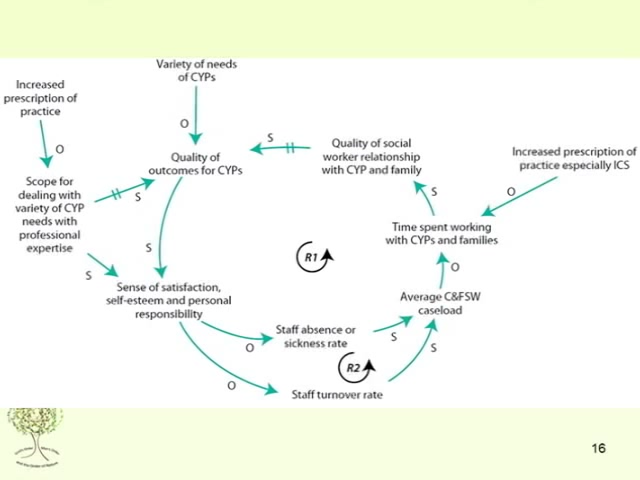 Variety of needs
of CYPs
Increased
prescription of
practice
O
O
S
Quality of
outcomes for CYPs
Quality of social
worker relationship
with CYP and family
Increased prescription of
practice especially ICS
Scope for
dealing with
variety of CYP
needs with
professional
expertise
S
S
O
Time spent working
with CYPs and families
S
R1
O
S
Sense of satisfaction,
self-esteem and personal
responsibility
Average C&FSW
caseload
Staff absence or
sickness rate
O
S
S
R2
O
Staff turnover rate
16